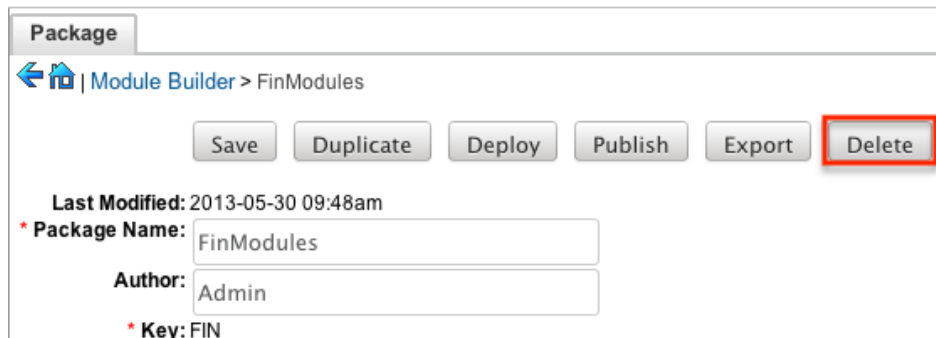 Package
| Module Builder > FinModules
Save Duplicate Deploy Publish Export Delete
Last Modified: 2013-05-30 09:48am
* Package Name: FinModules
Author: Admin
* Key: FIN